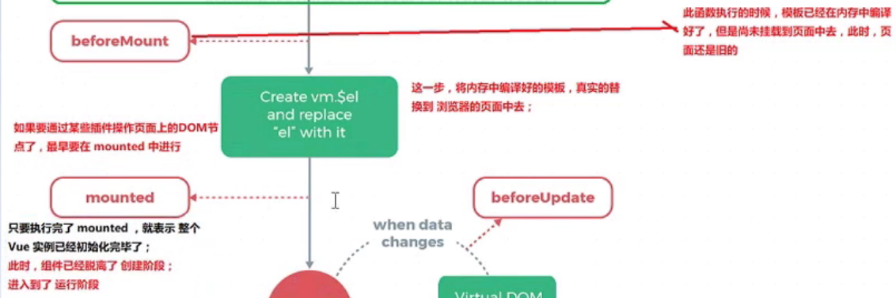 此函数执行的时候，模板已经在内存中编译
好了，但是尚未挂载到页面中去，此时，页
面还是旧的
beforeMount
Create vm.$el
and replace
"el" with it
这一步，将内存中编译好的模板，真实的替
换到 浏览器的页面中去；
如果要通过某些插件操作页面上的DOM节
点了，最早要在 mounted 中进行
mounted
beforeUpdate
只要执行完了 mounted ，就表示 整个
Vue 实例已经初始化完毕了；
此时，组件已经脱离了 创建阶段；
进入到了 运行阶段
when data
changes
Virtual DOM